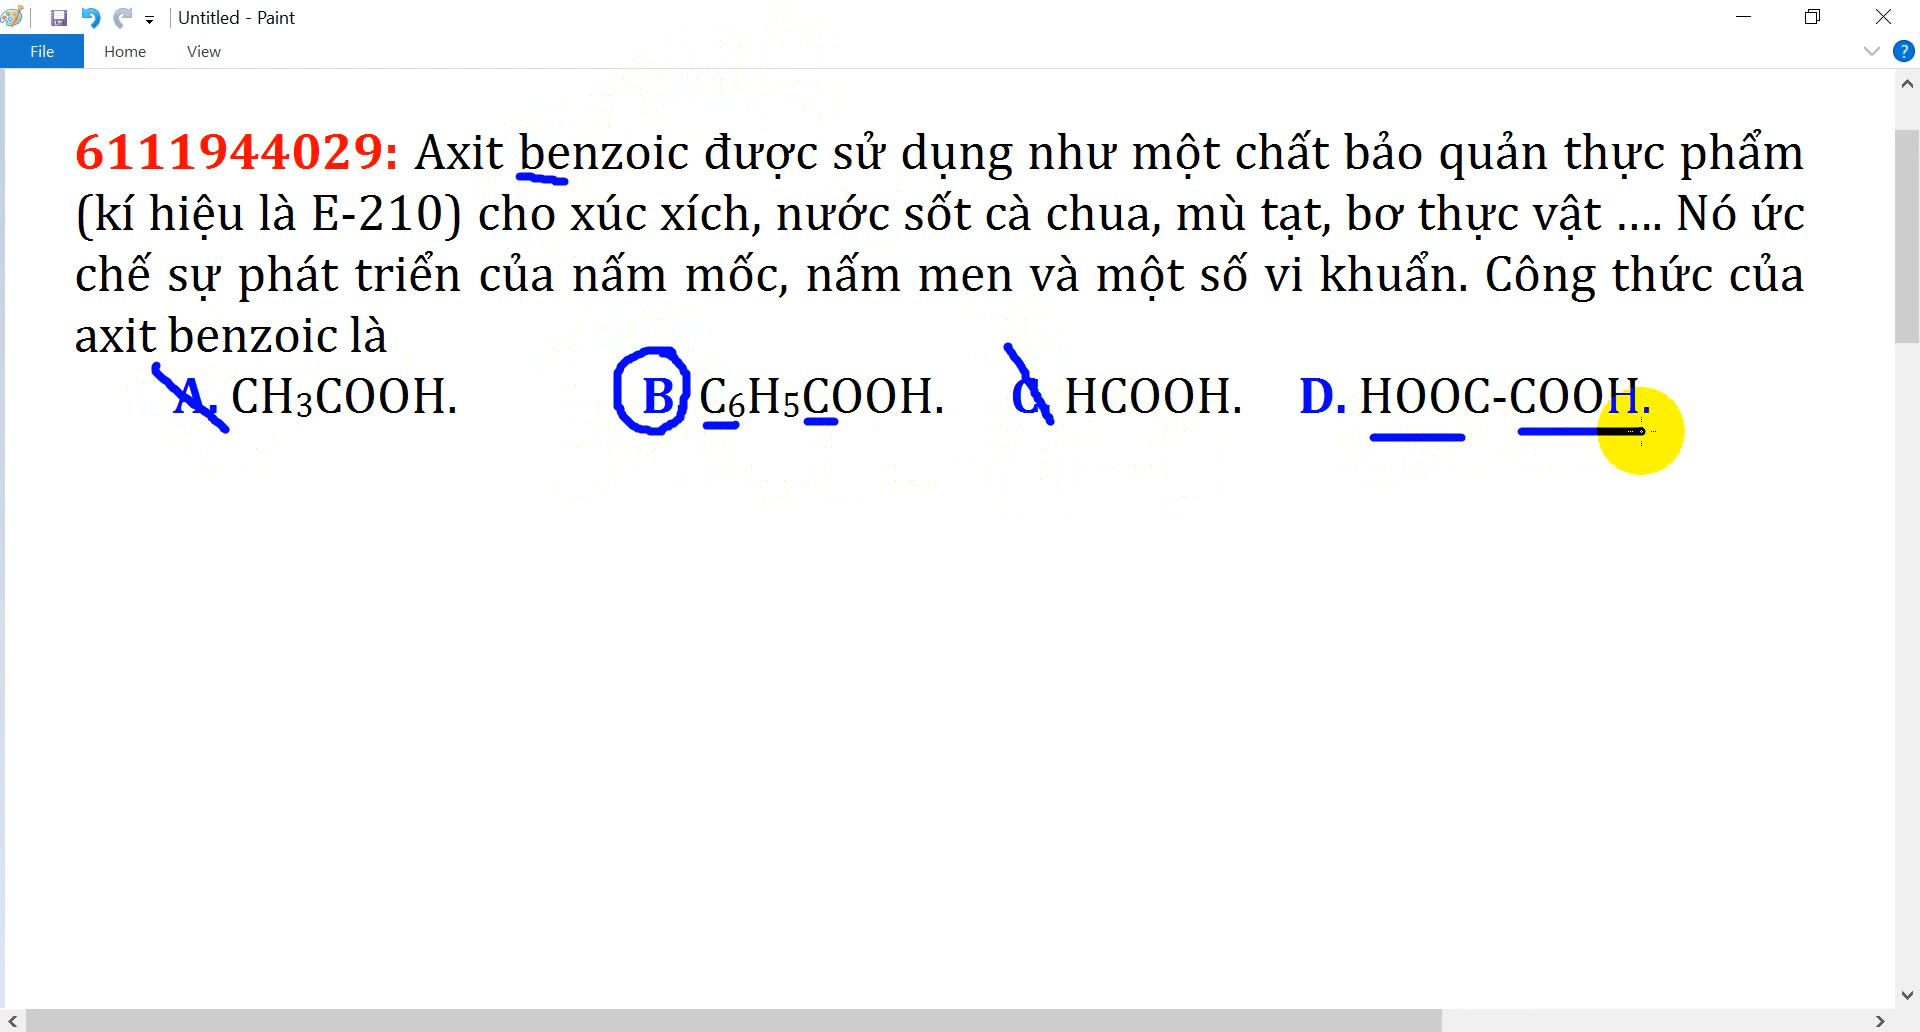 Untitled - Paint
File Home View
?
6111944029: Axit benzoic được sử dụng như một chất bảo quản thực phẩm
(kí hiệu là E-210) cho xúc xích, nước sốt cà chua, mù tạt, bơ thực vật .... Nó ức
chế sự phát triển của nấm mốc, nấm men và một số vi khuẩn. Công thức của
axit benzoic là
A. CH₃COOH. B C₆H₅COOH. C. HCOOH. D. HOOC-COOH.